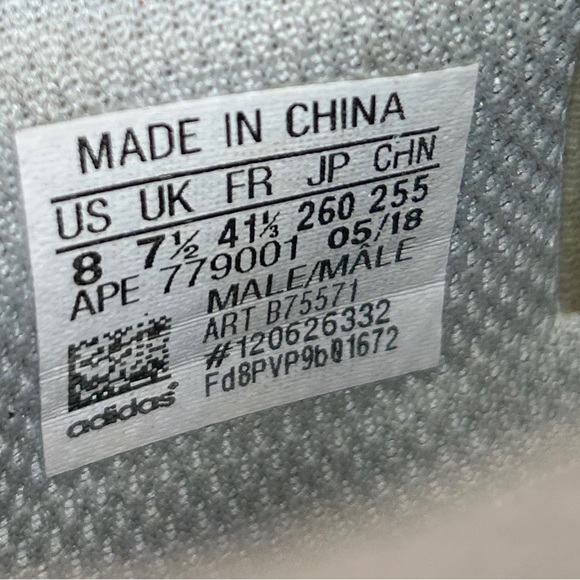 MADE IN CHINA
US UK FR JP CHN
8 7½ 41⅓ 260 255
APE 779001 05/18
MALE/MÂLE
ART B75571
#120626332
Fd8PVP9b01672
adidas